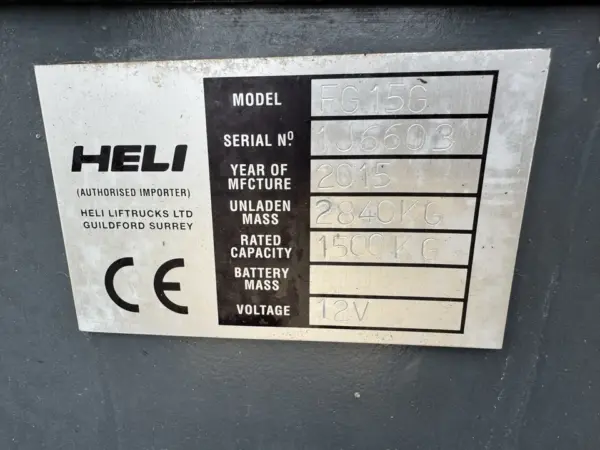 HELI
(AUTHORISED IMPORTER)
HELI LIFTRUCKS LTD
GUILDFORD SURREY
CE
MODEL FG15G
SERIAL Nº. 1J6603
YEAR OF
MFCTURE 2015
UNLADEN
MASS 2840KG
RATED
CAPACITY 1500KG
BATTERY
MASS
VOLTAGE 12V